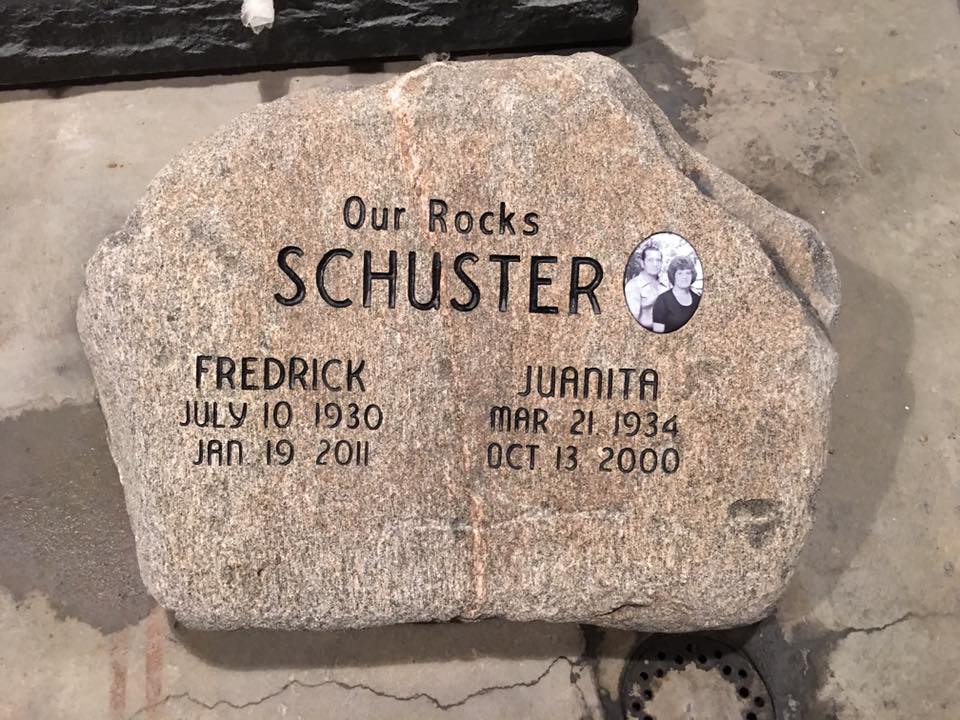 Our Rocks
SCHUSTER
FREDRICK
JULY 10 1930
JAN. 19 2011
JUANITA
MAR 21. 1934
OCT 13 2000